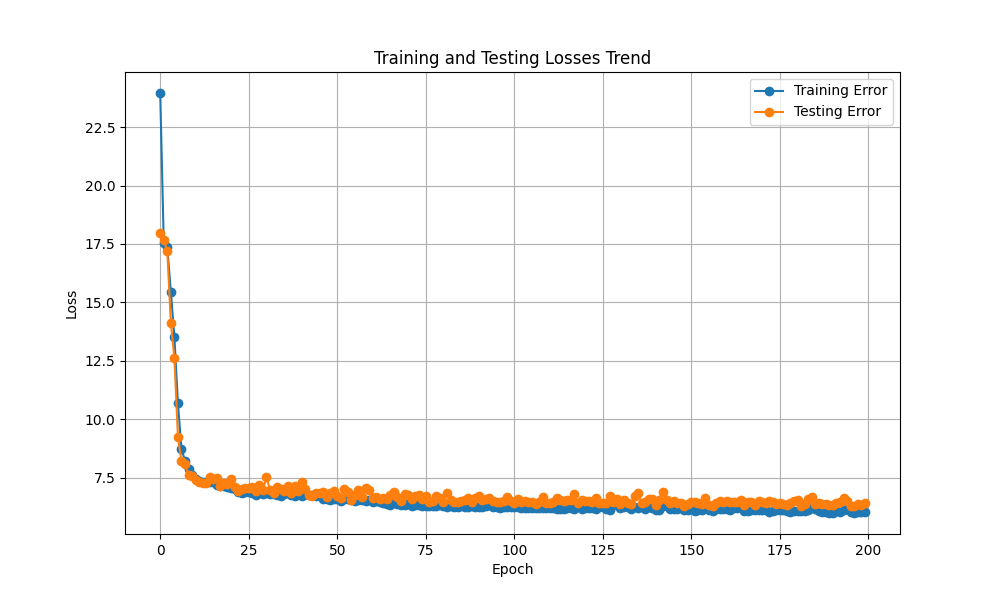 Training and Testing Losses Trend
Training Error
Testing Error
22.5
20.0
17.5
15.0
12.5
10.0
7.5
Loss
0 25 50 75 100 125 150 175 200
Epoch